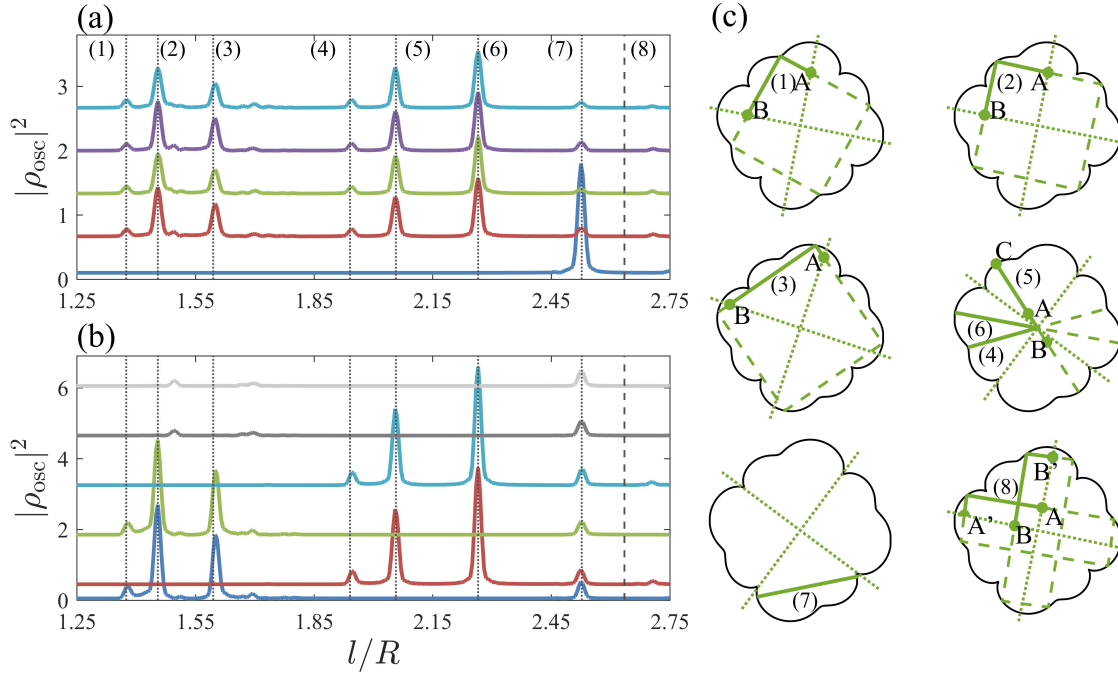 (a)
(c)
(1) (2) (3) (4) (5) (6) (7) (8)
3
2
1
0
|ρosc|²
1.25 1.55 1.85 2.15 2.45 2.75
(b)
6
4
2
0
|ρosc|²
1.25 1.55 1.85 2.15 2.45 2.75
l/R
(1) A B
(2) A B
(3) A B
C (5) A (6) B (4)
(7)
B' (8) A' B A